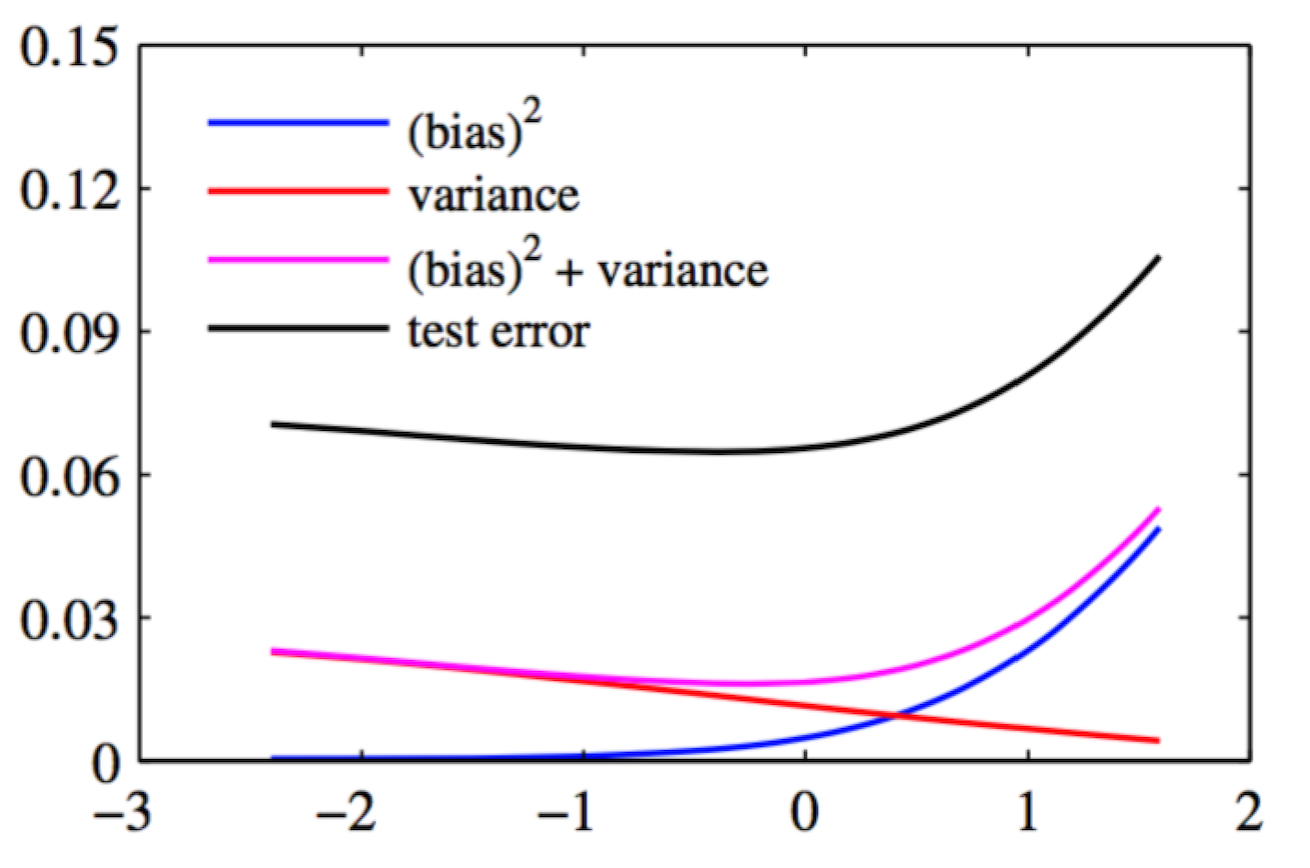 0.15
(bias)²
0.12
variance
(bias)² + variance
0.09
test error
0.06
0.03
0
−3 −2 −1 0 1 2